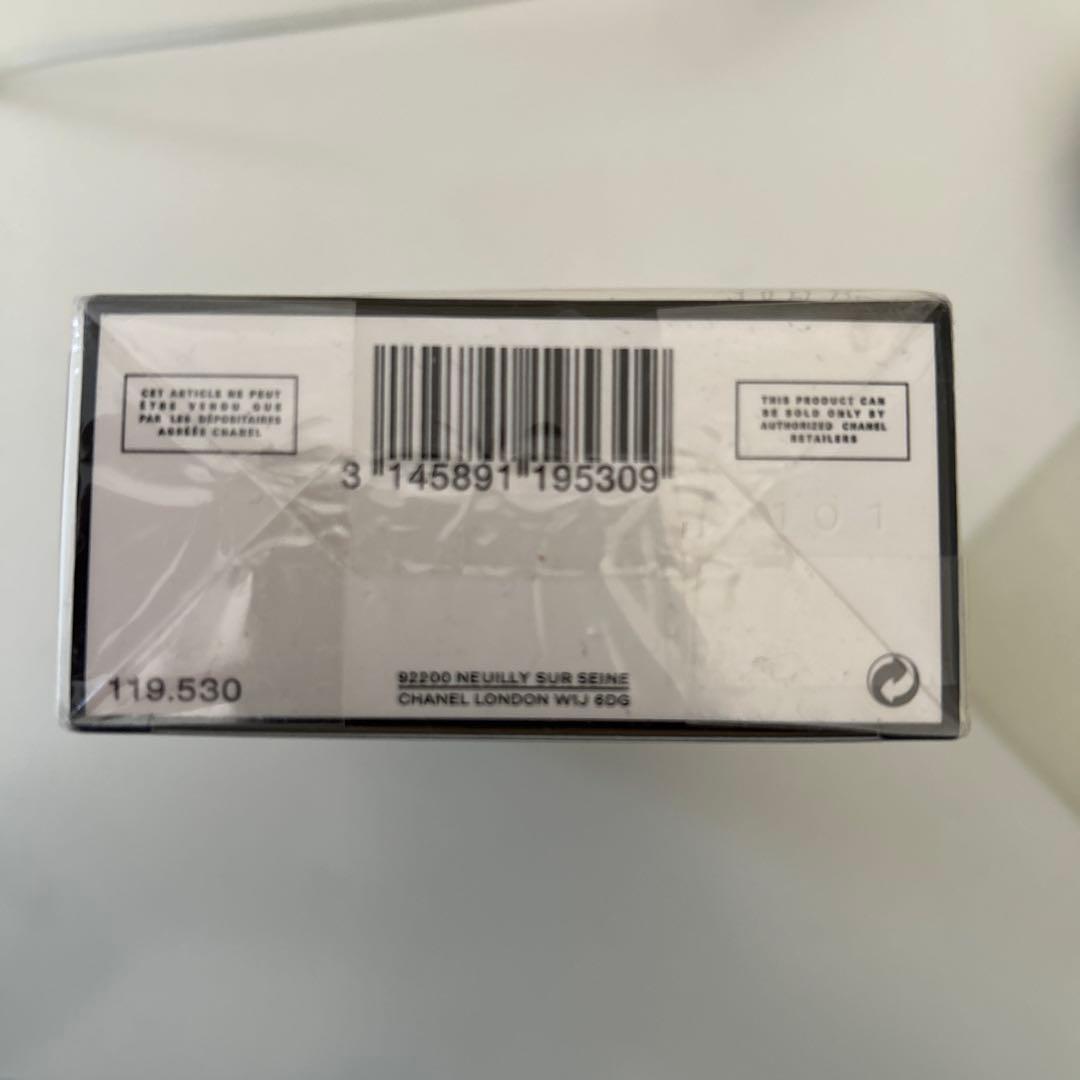 CET ARTICLE NE PEUT
ÊTRE VENDU QUE
PAR LES DÉPOSITAIRES
AGRÉÉS CHANEL
3 145891 195309
THIS PRODUCT CAN
BE SOLD ONLY BY
AUTHORIZED CHANEL
RETAILERS
101
119.530
92200 NEUILLY SUR SEINE
CHANEL LONDON W1J 6DG